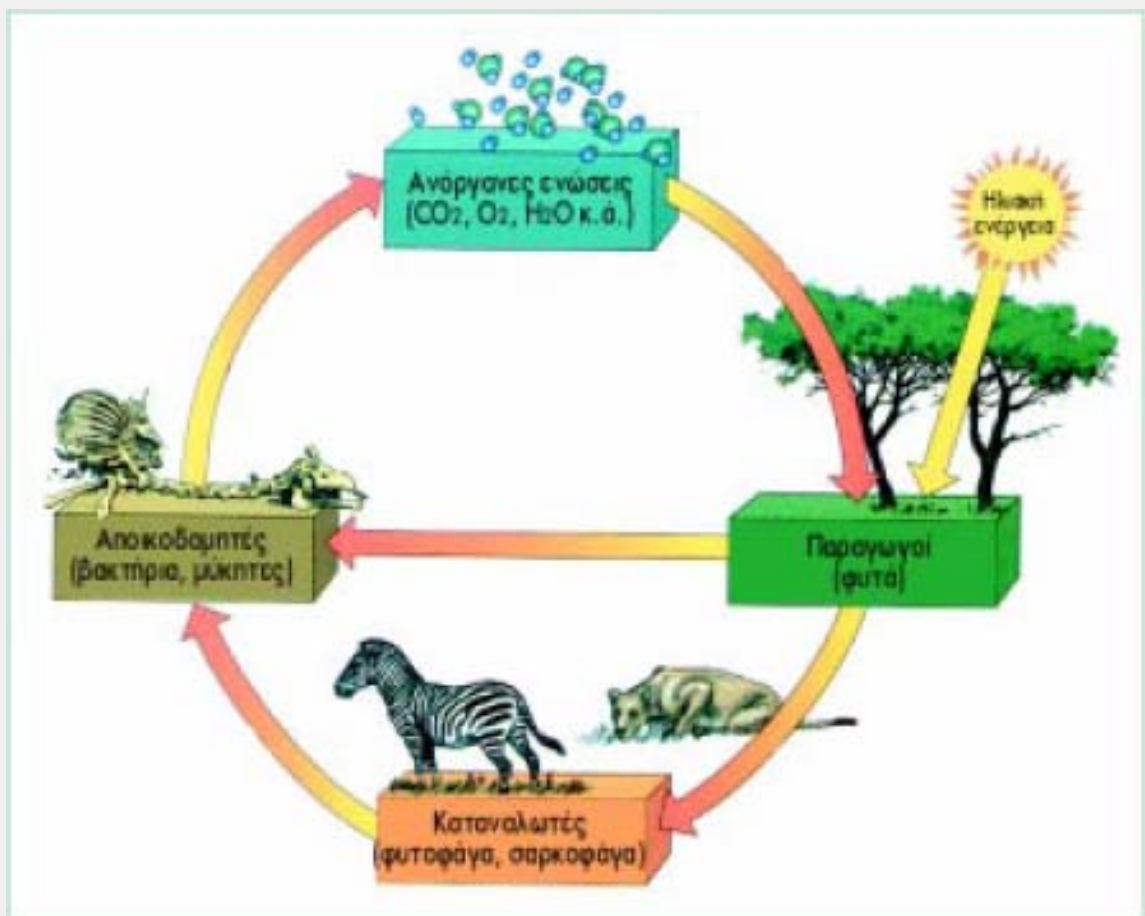 Ανόργανες ενώσεις
(CO2, O2, H2O κ.ά.)
Ηλιακή
ενέργεια
Αποικοδομητές
(βακτήρια, μύκητες)
Παραγωγοί
(φυτά)
Καταναλωτές
(φυτοφάγα, σαρκοφάγα)